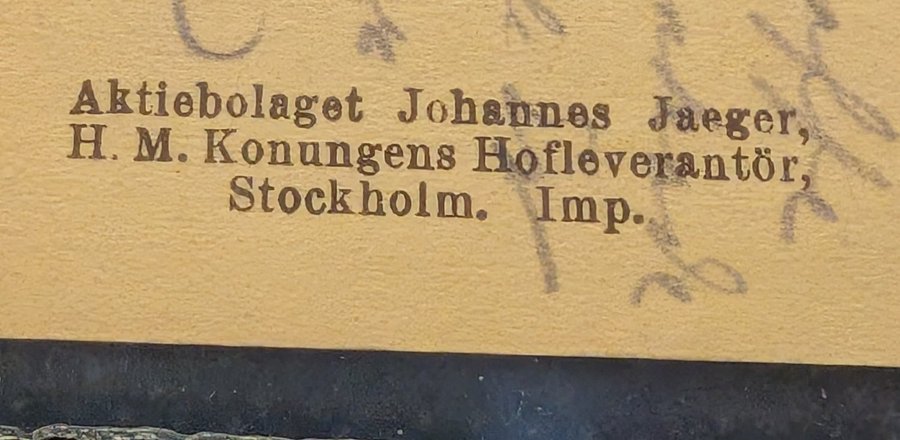 Aktiebolaget Johannes Jaeger,
H. M. Konungens Hofleverantör,
Stockholm. Imp.